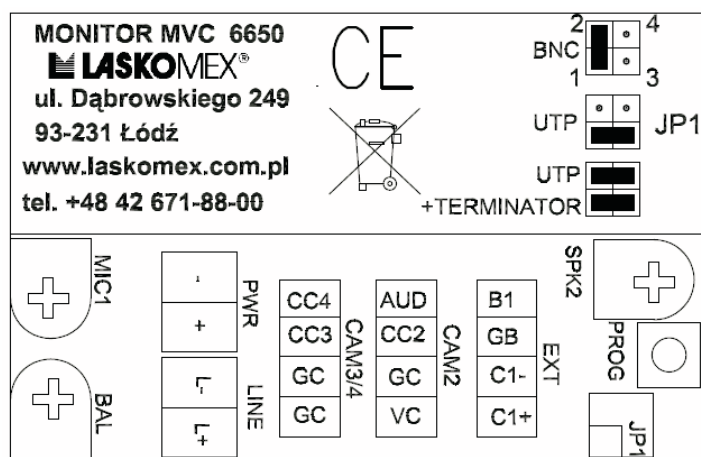 MONITOR MVC 6650
LASKOMEX®
ul. Dąbrowskiego 249
93-231 Łódź
www.laskomex.com.pl
tel. +48 42 671-88-00
CE
2 4
BNC
1 3
UTP JP1
UTP
+TERMINATOR
MIC1
BAL
- + PWR
L- L+ LINE
CC4
CC3
GC
GC
CAM3/4
AUD
CC2
GC
VC
CAM2
B1
GB
C1-
C1+
EXT
SPK2
PROG
JP1